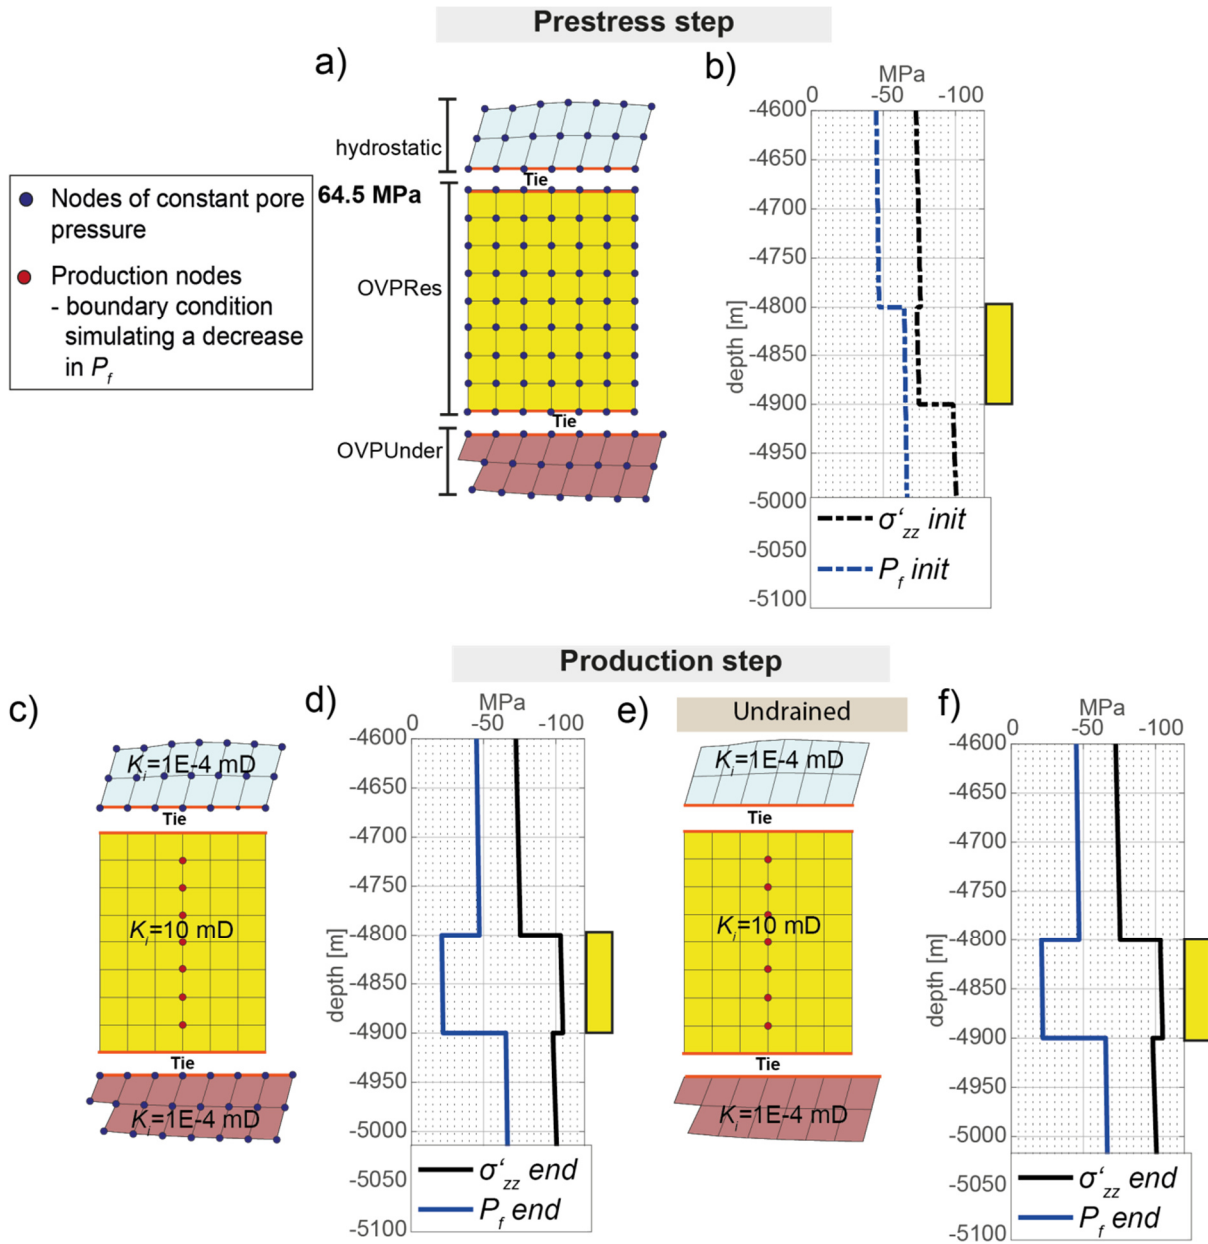 Prestress step
a)
hydrostatic
Tie
64.5 MPa
OVPRes
Tie
OVPUnder
Nodes of constant pore
pressure
Production nodes
- boundary condition
simulating a decrease
in Pf
b)
MPa
0 -50 -100
-4600
-4650
-4700
-4750
-4800
-4850
-4900
-4950
-5000
-5050
-5100
depth [m]
σ'zz init
Pf init
Production step
c)
Ki=1E-4 mD
Tie
Ki=10 mD
Tie
Ki=1E-4 mD
d)
MPa
0 -50 -100
-4600
-4650
-4700
-4750
-4800
-4850
-4900
-4950
-5000
-5050
-5100
depth [m]
σ'zz end
Pf end
e)
Undrained
Ki=1E-4 mD
Tie
Ki=10 mD
Tie
Ki=1E-4 mD
f)
MPa
0 -50 -100
-4600
-4650
-4700
-4750
-4800
-4850
-4900
-4950
-5000
-5050
-5100
depth [m]
σ'zz end
Pf end